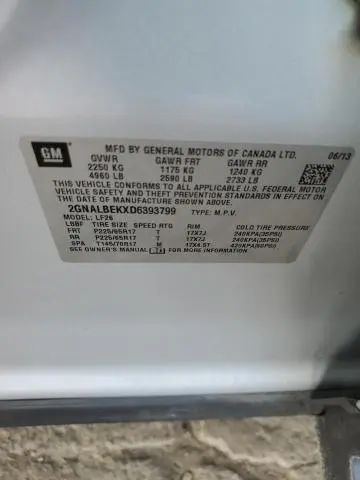 GM
MFD BY GENERAL MOTORS OF CANADA LTD. 06/13
GVWR GAWR FRT GAWR RR
2250 KG 1175 KG 1240 KG
4960 LB 2590 LB 2733 LB
THIS VEHICLE CONFORMS TO ALL APPLICABLE U.S. FEDERAL MOTOR
VEHICLE SAFETY AND THEFT PREVENTION STANDARDS IN EFFECT ON
THE DATE OF MANUFACTURE SHOWN ABOVE.
2GNALBEKXD6393799 TYPE: M.P.V.
MODEL: LF26
LBBF TIRE SIZE SPEED RTG RIM COLD TIRE PRESSURE
FRT P225/65R17 T 17X7J 240KPA(35PSI)
RR P225/65R17 T 17X7J 240KPA(35PSI)
SPA T145/70R17 M 17X4.5T 420KPA(60PSI)
SEE OWNER'S MANUAL FOR MORE INFORMATION.